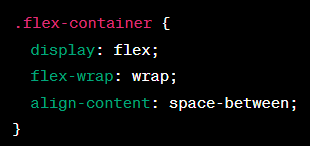 .flex-container {
  display: flex;
  flex-wrap: wrap;
  align-content: space-between;
}